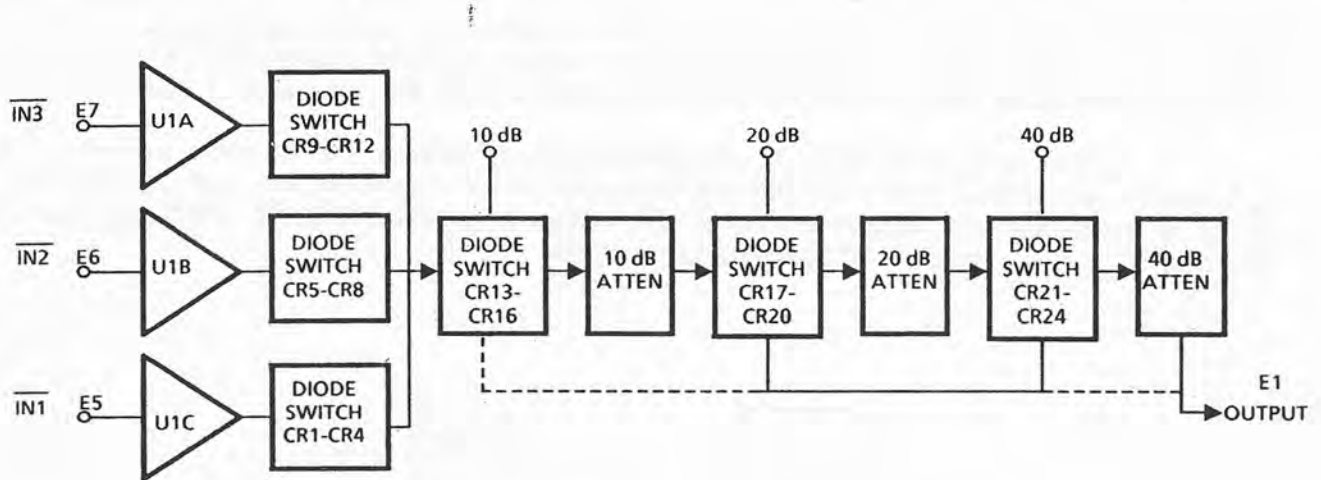 IN3
E7
U1A
DIODE
SWITCH
CR9-CR12
IN2
E6
U1B
DIODE
SWITCH
CR5-CR8
IN1
E5
U1C
DIODE
SWITCH
CR1-CR4
10 dB
DIODE
SWITCH
CR13-
CR16
10 dB
ATTEN
20 dB
DIODE
SWITCH
CR17-
CR20
20 dB
ATTEN
40 dB
DIODE
SWITCH
CR21-
CR24
40 dB
ATTEN
E1
OUTPUT